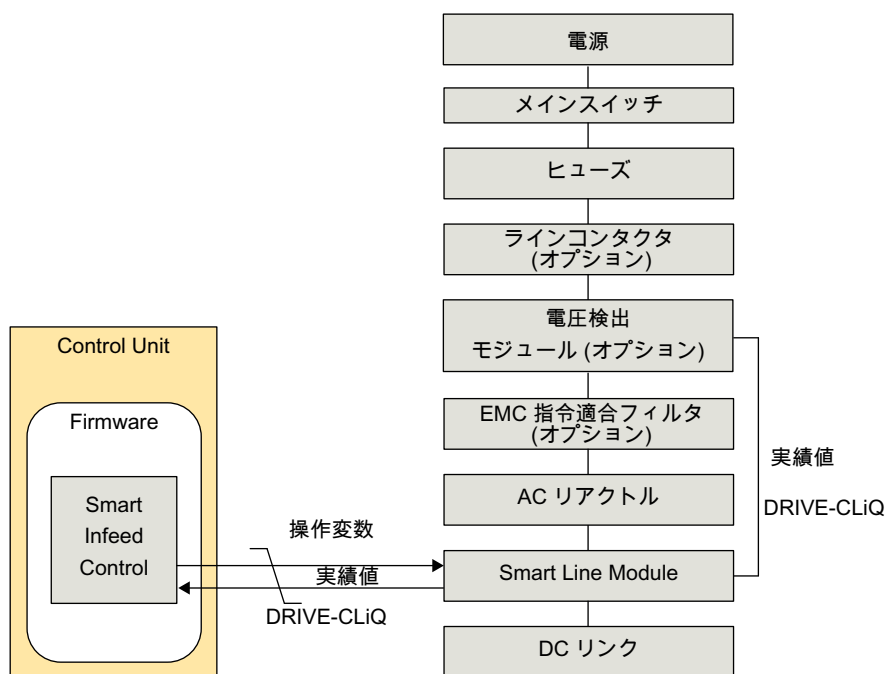 電源
メインスイッチ
ヒューズ
ラインコンタクタ
(オプション)
電圧検出
モジュール (オプション)
EMC 指令適合フィルタ
(オプション)
AC リアクトル
Smart Line Module
DC リンク
実績値
DRIVE-CLiQ
Control Unit
Firmware
Smart
Infeed
Control
操作変数
実績値
DRIVE-CLiQ